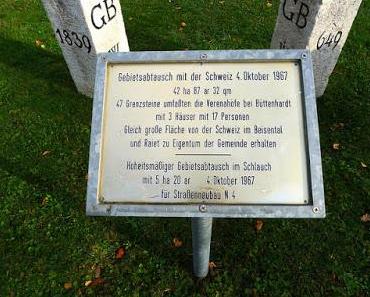 GB
1839
GB
649
Gebietsabtausch mit der Schweiz 4. Oktober 1967
42 ha 87 ar 32 qm
47 Grenzsteine umfaßten die Verenahöfe bei Büttenhardt
mit 3 Häuser mit 17 Personen
Gleich große Fläche von der Schweiz im Beisental
und Raiet zu Eigentum der Gemeinde erhalten
Hoheitsmäßiger Gebietsabtausch im Schlauch
mit 5 ha 20 ar 4. Oktober 1967
für Straßenneubau N 4